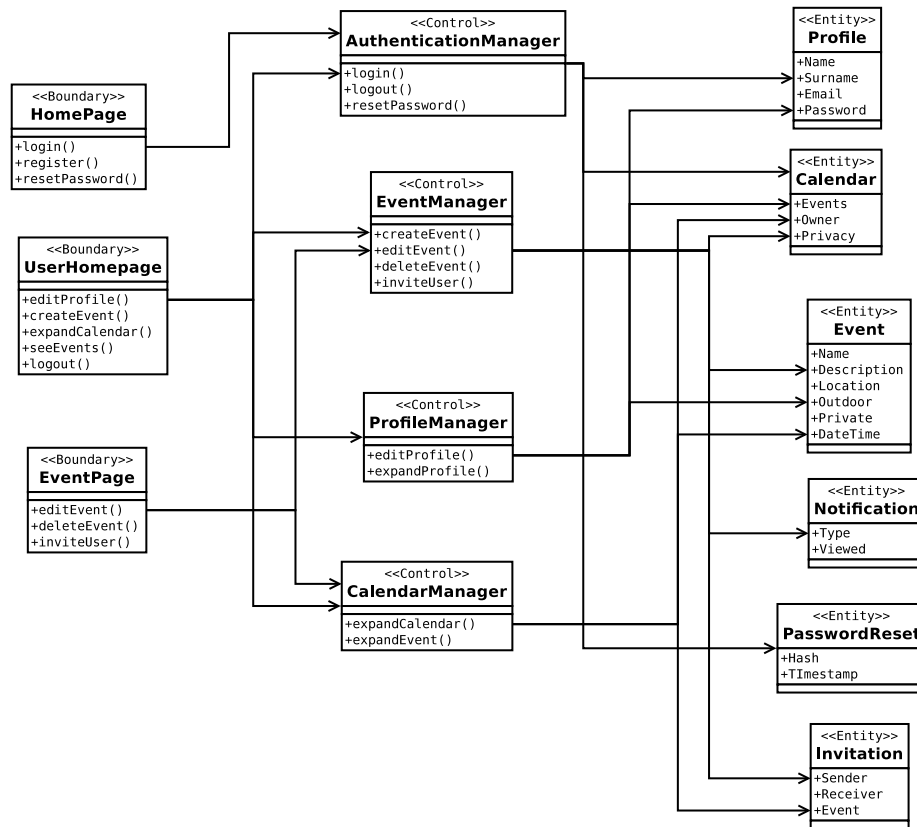 <<Boundary>>
HomePage
+login()
+register()
+resetPassword()
<<Boundary>>
UserHomepage
+editProfile()
+createEvent()
+expandCalendar()
+seeEvents()
+logout()
<<Boundary>>
EventPage
+editEvent()
+deleteEvent()
+inviteUser()
<<Control>>
AuthenticationManager
+login()
+logout()
+resetPassword()
<<Control>>
EventManager
+createEvent()
+editEvent()
+deleteEvent()
+inviteUser()
<<Control>>
ProfileManager
+editProfile()
+expandProfile()
<<Control>>
CalendarManager
+expandCalendar()
+expandEvent()
<<Entity>>
Profile
+Name
+Surname
+Email
+Password
<<Entity>>
Calendar
+Events
+Owner
+Privacy
<<Entity>>
Event
+Name
+Description
+Location
+Outdoor
+Private
+DateTime
<<Entity>>
Notification
+Type
+Viewed
<<Entity>>
PasswordReset
+Hash
+TImestamp
<<Entity>>
Invitation
+Sender
+Receiver
+Event